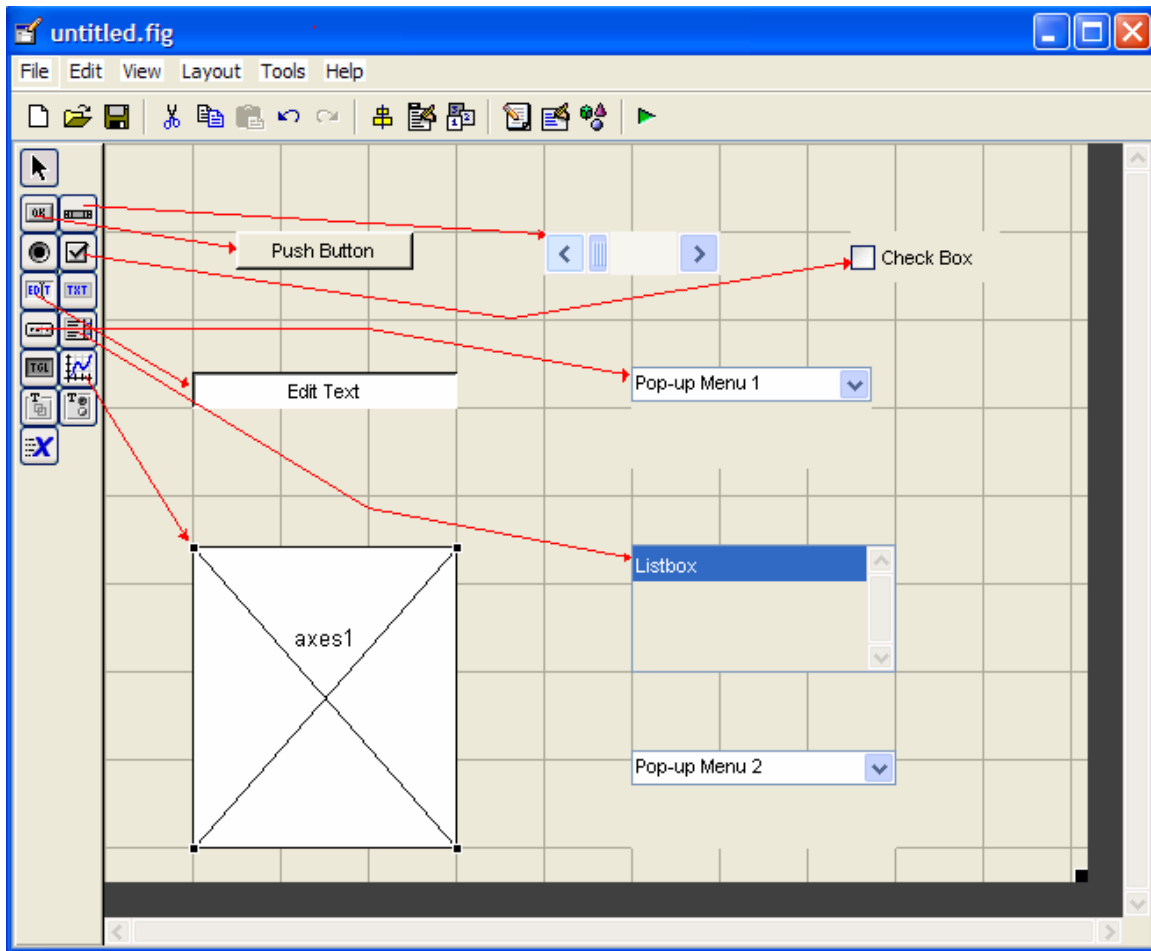 untitled.fig
File Edit View Layout Tools Help
OK
Push Button
Check Box
EDIT TXT
Edit Text
Pop-up Menu 1
TGL
T T
X
Listbox
axes1
Pop-up Menu 2